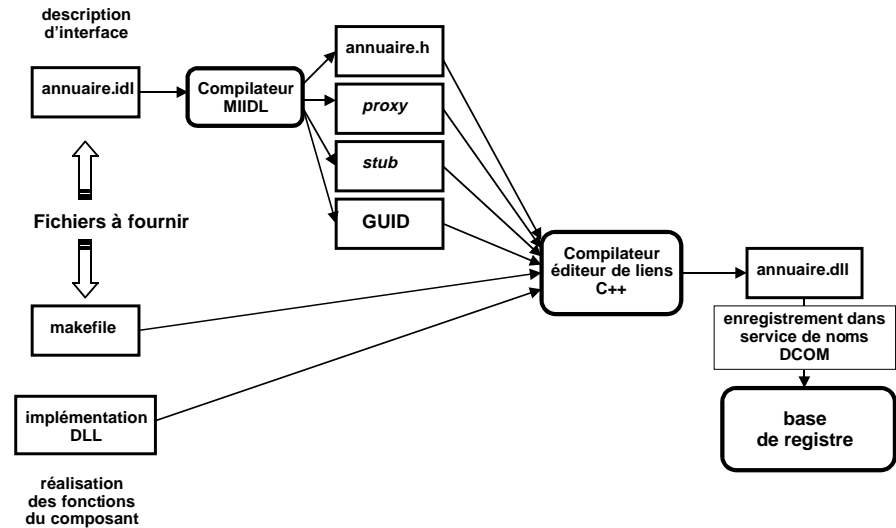 description
d'interface
annuaire.idl
Compilateur
MIIDL
annuaire.h
proxy
stub
GUID
Fichiers à fournir
makefile
implémentation
DLL
réalisation
des fonctions
du composant
Compilateur
éditeur de liens
C++
annuaire.dll
enregistrement dans
service de noms
DCOM
base
de registre